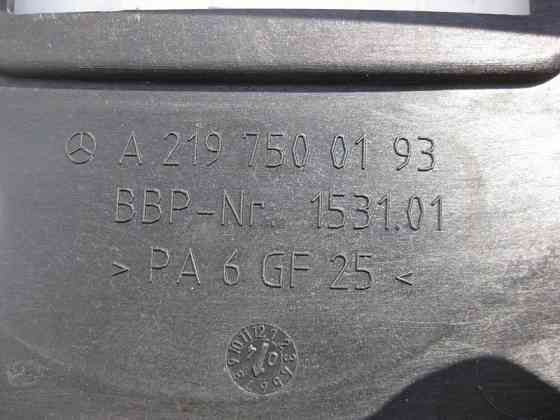 A 219 750 01 93
BBP-Nr. 1531.01
> PA 6 GF 25 <